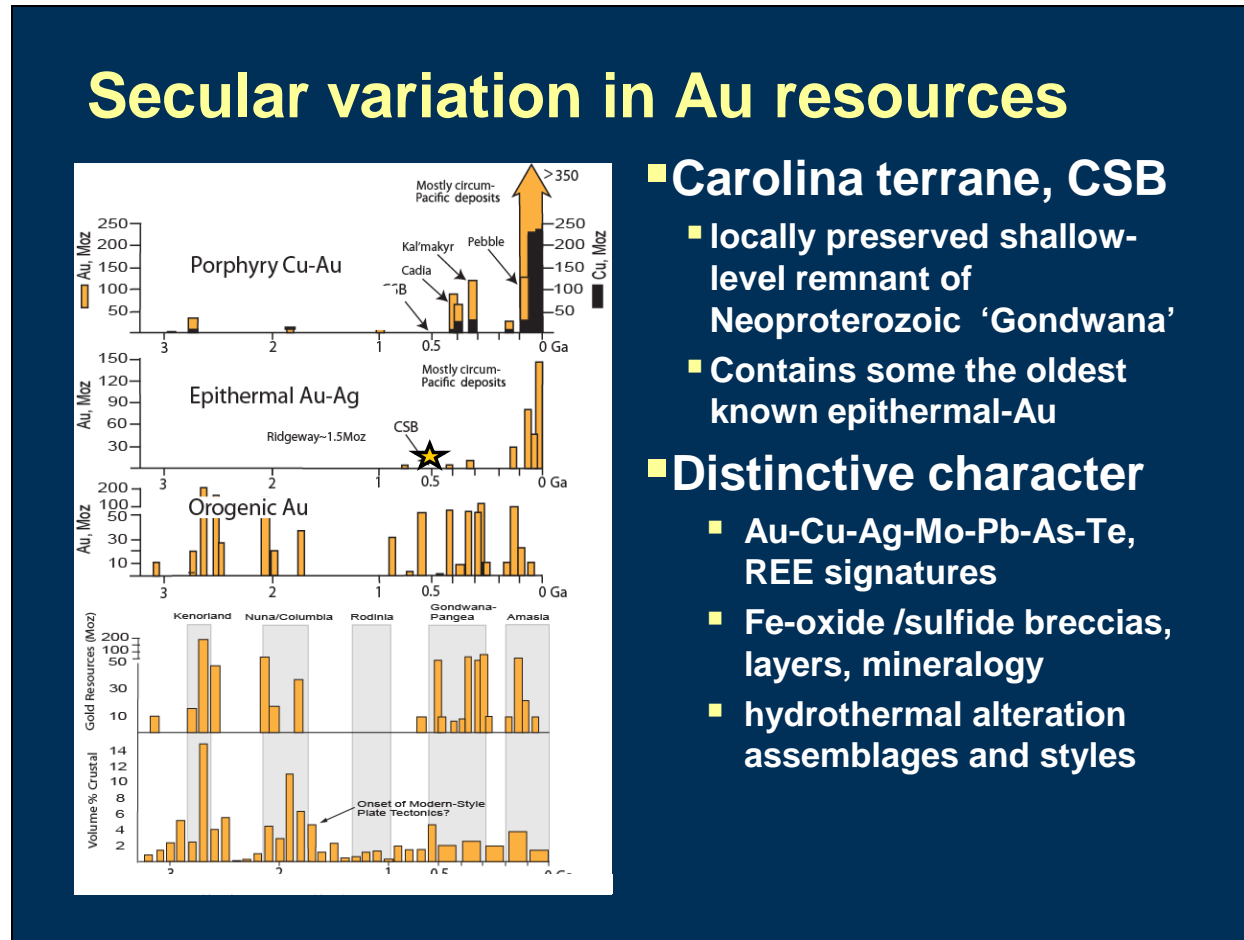 Secular variation in Au resources
>350
Mostly circum-
Pacific deposits
250
200
150
100
50
Au, Moz
Porphyry Cu-Au
Kal'makyr
Pebble
Cadia
250
200
150
100
50
Cu, Moz
3
2
1
0.5
0 Ga
150
120
90
60
30
Au, Moz
Epithermal Au-Ag
Mostly circum-
Pacific deposits
Ridgeway~1.5Moz
CSB
3
2
1
0.5
0 Ga
200
100
50
30
10
Au, Moz
Orogenic Au
3
2
1
0.5
0 Ga
Kenorland
Nuna/Columbia
Rodinia
Gondwana-
Pangea
Amasia
Gold Resources (Moz)
200
100
50
30
10
Volume % Crustal
14
12
10
8
6
4
2
Onset of Modern-Style
Plate Tectonics?
3
2
1
0.5
Carolina terrane, CSB
locally preserved shallow-
level remnant of
Neoproterozoic 'Gondwana'
Contains some the oldest
known epithermal-Au
Distinctive character
Au-Cu-Ag-Mo-Pb-As-Te,
REE signatures
Fe-oxide /sulfide breccias,
layers, mineralogy
hydrothermal alteration
assemblages and styles